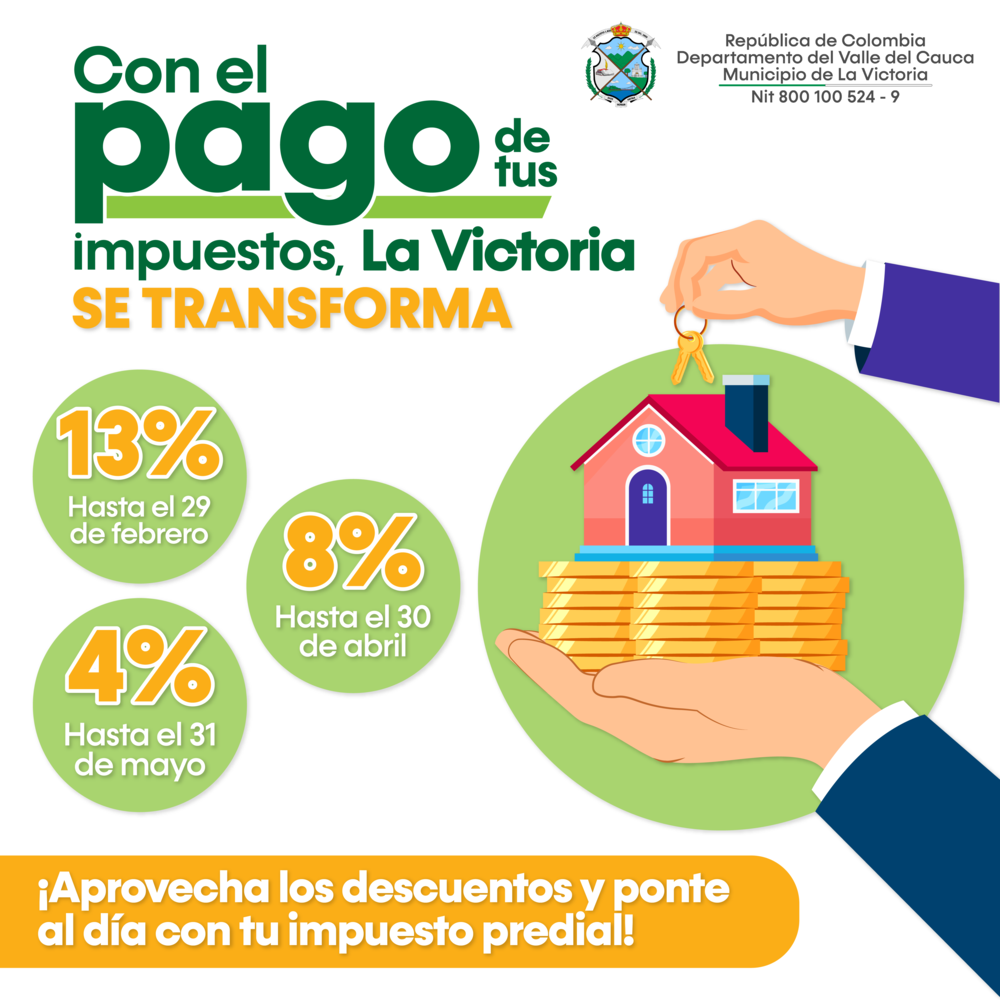 Con el
pago de
tus
impuestos, La Victoria
SE TRANSFORMA
República de Colombia
Departamento del Valle del Cauca
Municipio de La Victoria
Nit 800 100 524 - 9
13%
Hasta el 29
de febrero
8%
Hasta el 30
de abril
4%
Hasta el 31
de mayo
¡Aprovecha los descuentos y ponte
al día con tu impuesto predial!